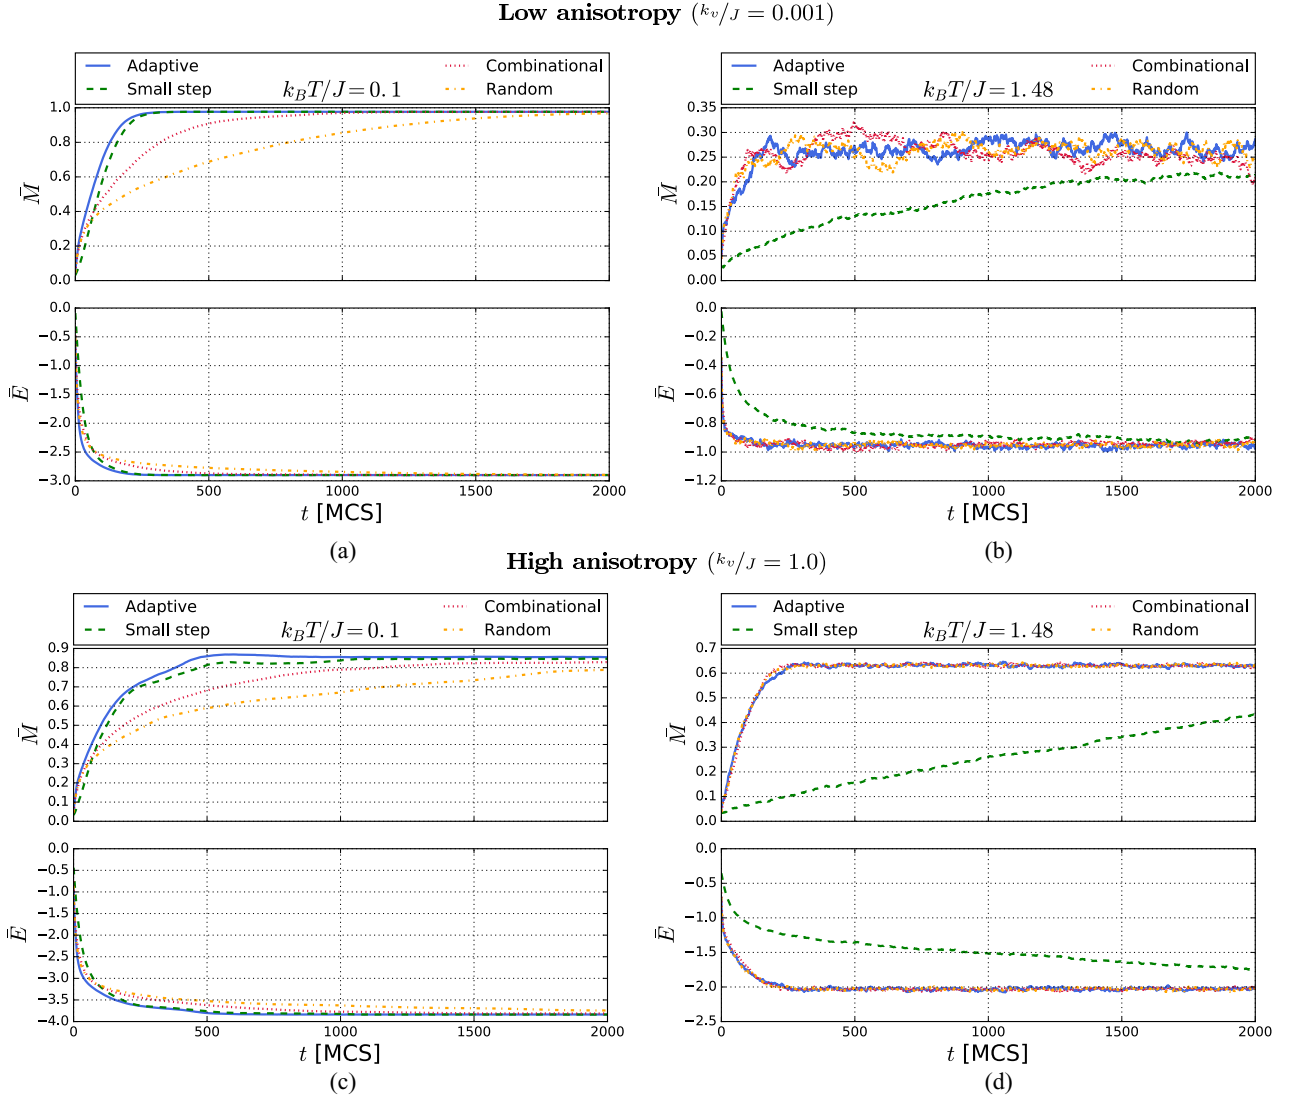 Low anisotropy (k_v/J = 0.001)
Adaptive Combinational
Small step k_BT/J = 0.1 Random
1.0
0.8
0.6
0.4
0.2
0.0
M̄
0.0
−0.5
−1.0
−1.5
−2.0
−2.5
−3.0
Ē
0 500 1000 1500 2000
t [MCS]
(a)
Adaptive Combinational
Small step k_BT/J = 1.48 Random
0.35
0.30
0.25
0.20
0.15
0.10
0.05
0.00
M̄
0.0
−0.2
−0.4
−0.6
−0.8
−1.0
−1.2
Ē
0 500 1000 1500 2000
t [MCS]
(b)
High anisotropy (k_v/J = 1.0)
Adaptive Combinational
Small step k_BT/J = 0.1 Random
0.9
0.8
0.7
0.6
0.5
0.4
0.3
0.2
0.1
0.0
M̄
0.0
−0.5
−1.0
−1.5
−2.0
−2.5
−3.0
−3.5
−4.0
Ē
0 500 1000 1500 2000
t [MCS]
(c)
Adaptive Combinational
Small step k_BT/J = 1.48 Random
0.7
0.6
0.5
0.4
0.3
0.2
0.1
0.0
M̄
0.0
−0.5
−1.0
−1.5
−2.0
−2.5
Ē
0 500 1000 1500 2000
t [MCS]
(d)